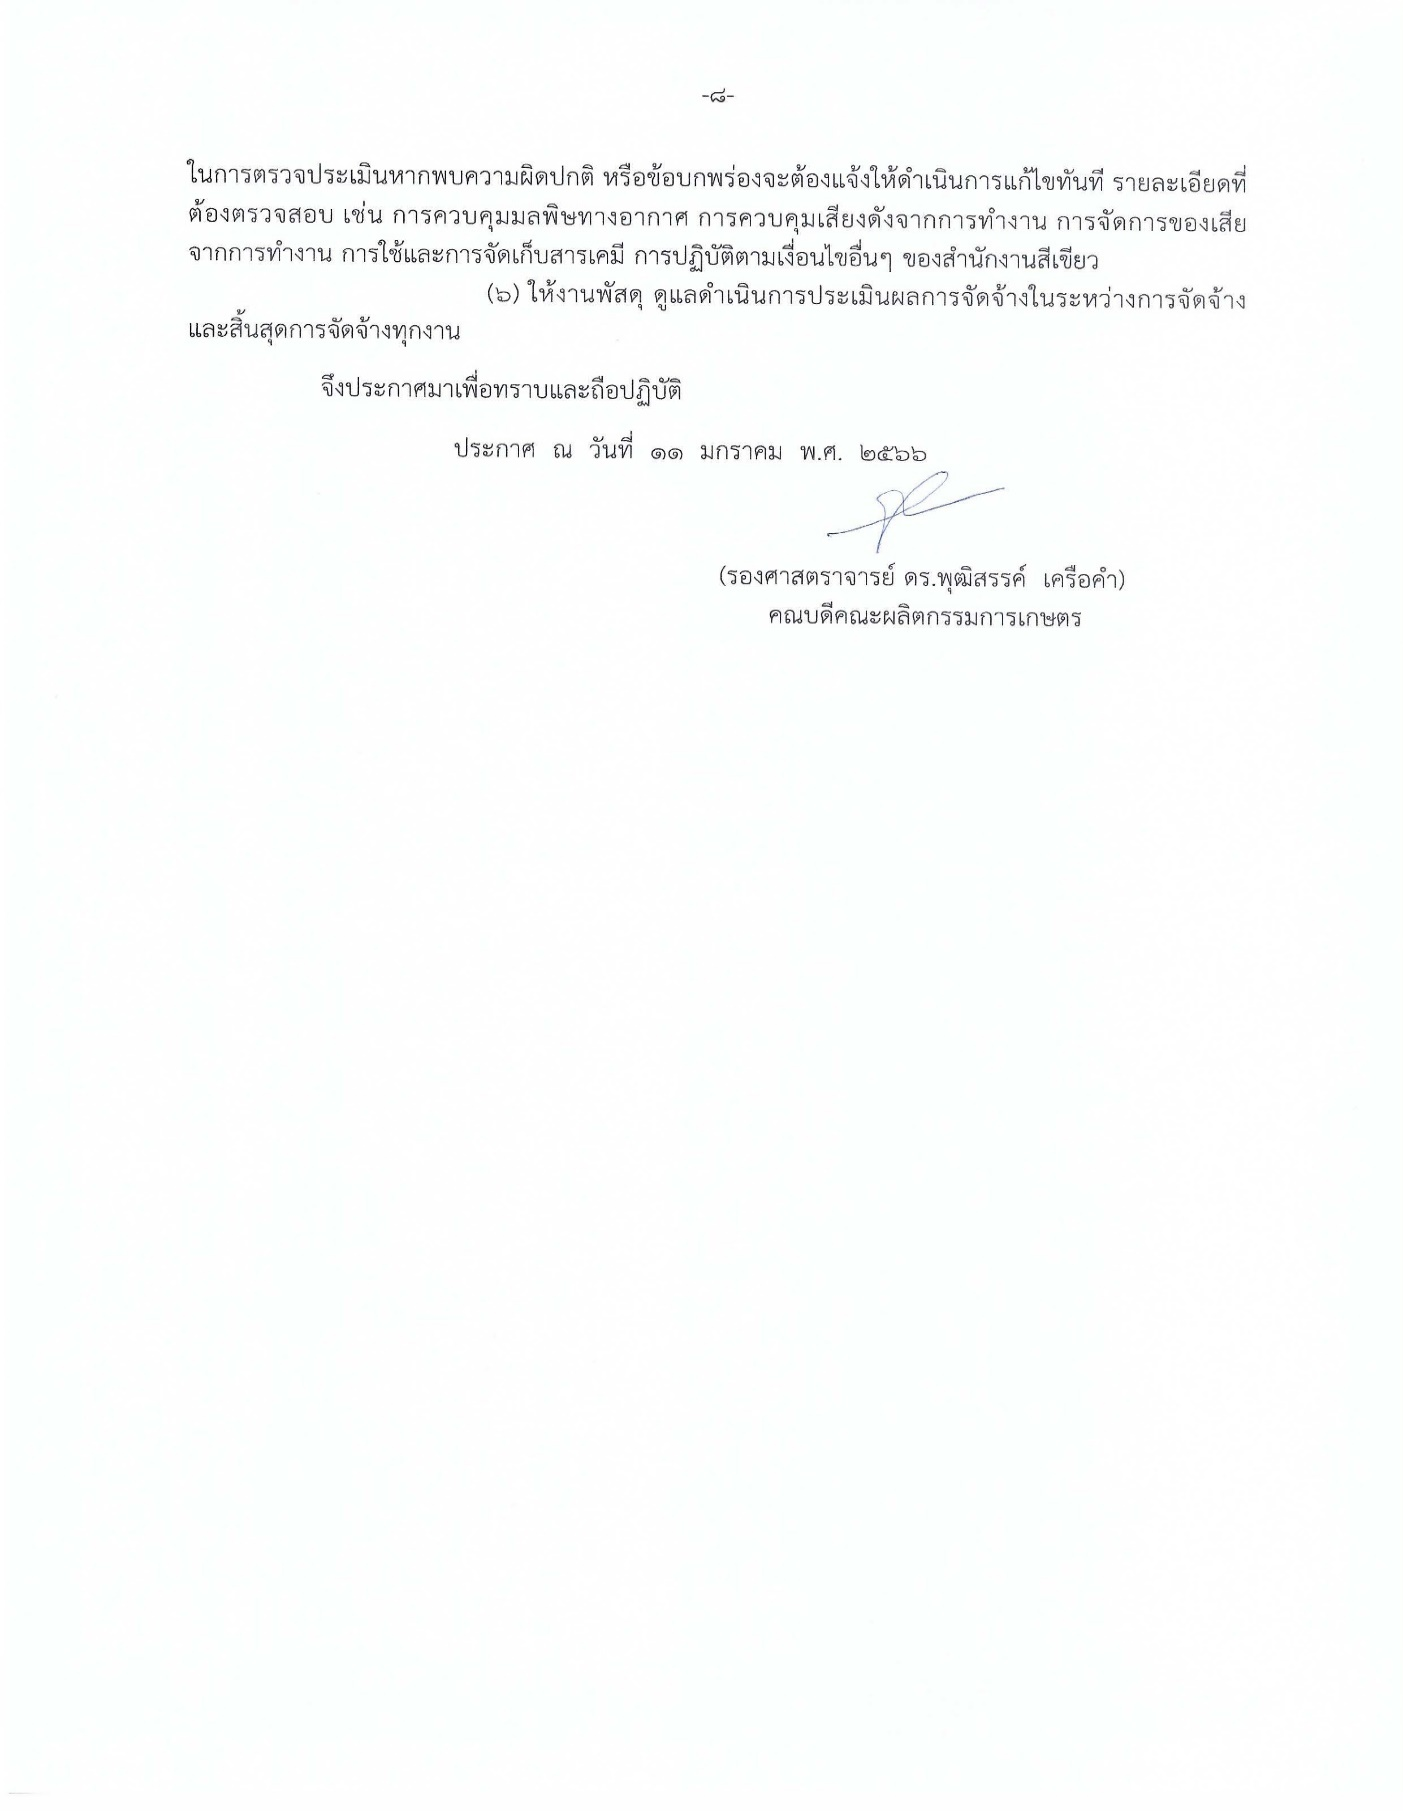 -๘-
ในการตรวจประเมินหากพบความผิดปกติ หรือข้อบกพร่องจะต้องแจ้งให้ดำเนินการแก้ไขทันที รายละเอียดที่
ต้องตรวจสอบ เช่น การควบคุมมลพิษทางอากาศ การควบคุมเสียงดังจากการทำงาน การจัดการของเสีย
จากการทำงาน การใช้และการจัดเก็บสารเคมี การปฏิบัติตามเงื่อนไขอื่นๆ ของสำนักงานสีเขียว
(๖) ให้งานพัสดุ ดูแลดำเนินการประเมินผลการจัดจ้างในระหว่างการจัดจ้าง
และสิ้นสุดการจัดจ้างทุกงาน
จึงประกาศมาเพื่อทราบและถือปฏิบัติ
ประกาศ ณ วันที่ ๑๑ มกราคม พ.ศ. ๒๕๖๖
(รองศาสตราจารย์ ดร.พุฒิสรรค์ เครือคำ)
คณบดีคณะผลิตกรรมการเกษตร